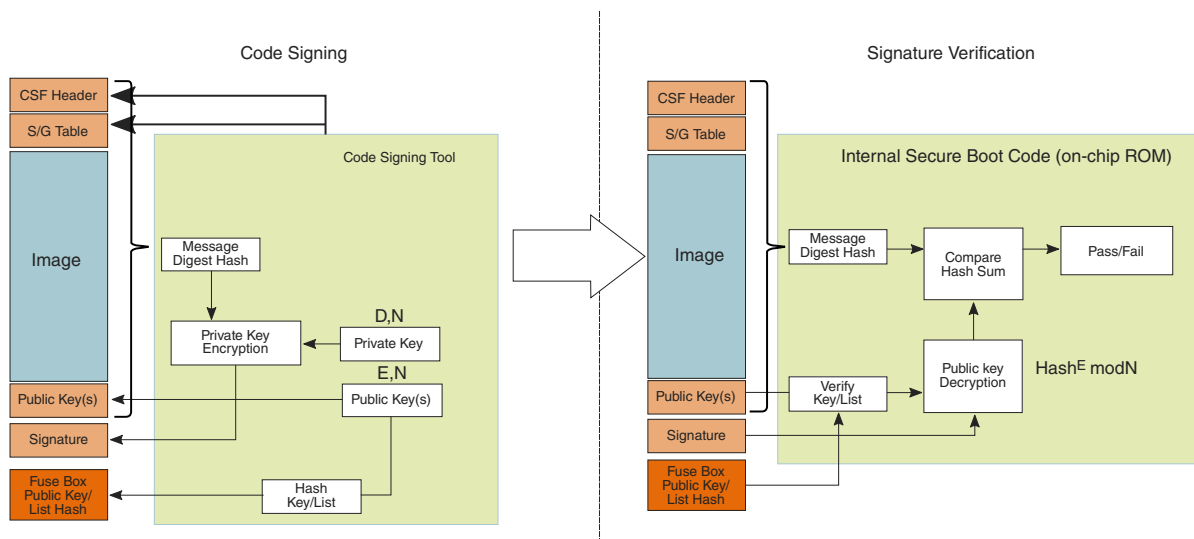 Code Signing
CSF Header
S/G Table
Image
Public Key(s)
Signature
Fuse Box
Public Key/
List Hash
Code Signing Tool
Message
Digest Hash
Private Key
Encryption
D,N
Private Key
E,N
Public Key(s)
Hash
Key/List
Signature Verification
CSF Header
S/G Table
Image
Public Key(s)
Signature
Fuse Box
Public Key/
List Hash
Internal Secure Boot Code (on-chip ROM)
Message
Digest Hash
Compare
Hash Sum
Pass/Fail
Verify
Key/List
Public key
Decryption
Hashᴱ modN